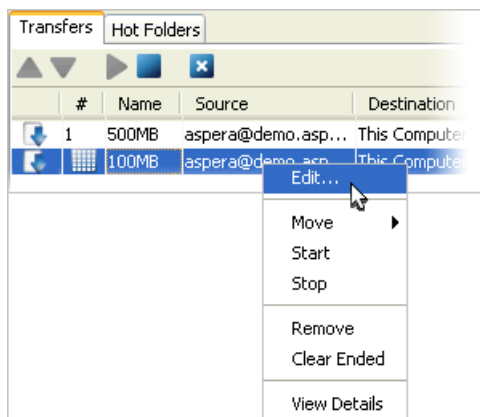 Transfers Hot Folders
# Name Source Destination
1 500MB aspera@demo.asp... This Computer
100MB aspera@demo.asp... This Computer
Edit...
Move
Start
Stop
Remove
Clear Ended
View Details